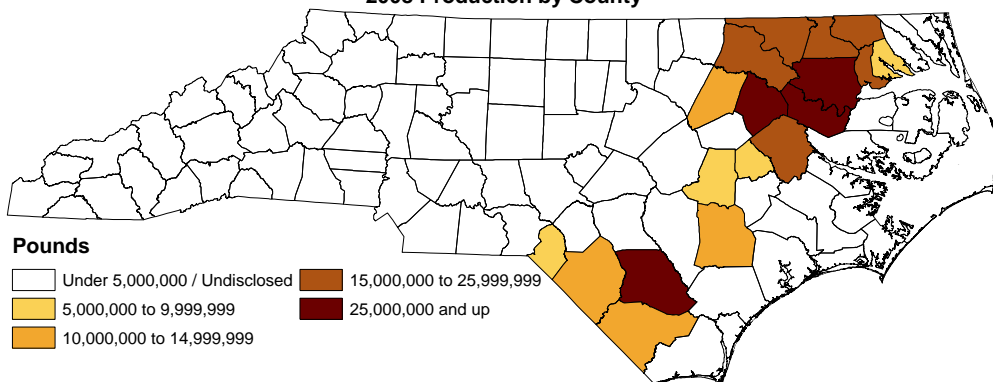 2008 Production by County
Pounds
Under 5,000,000 / Undisclosed
5,000,000 to 9,999,999
10,000,000 to 14,999,999
15,000,000 to 25,999,999
25,000,000 and up